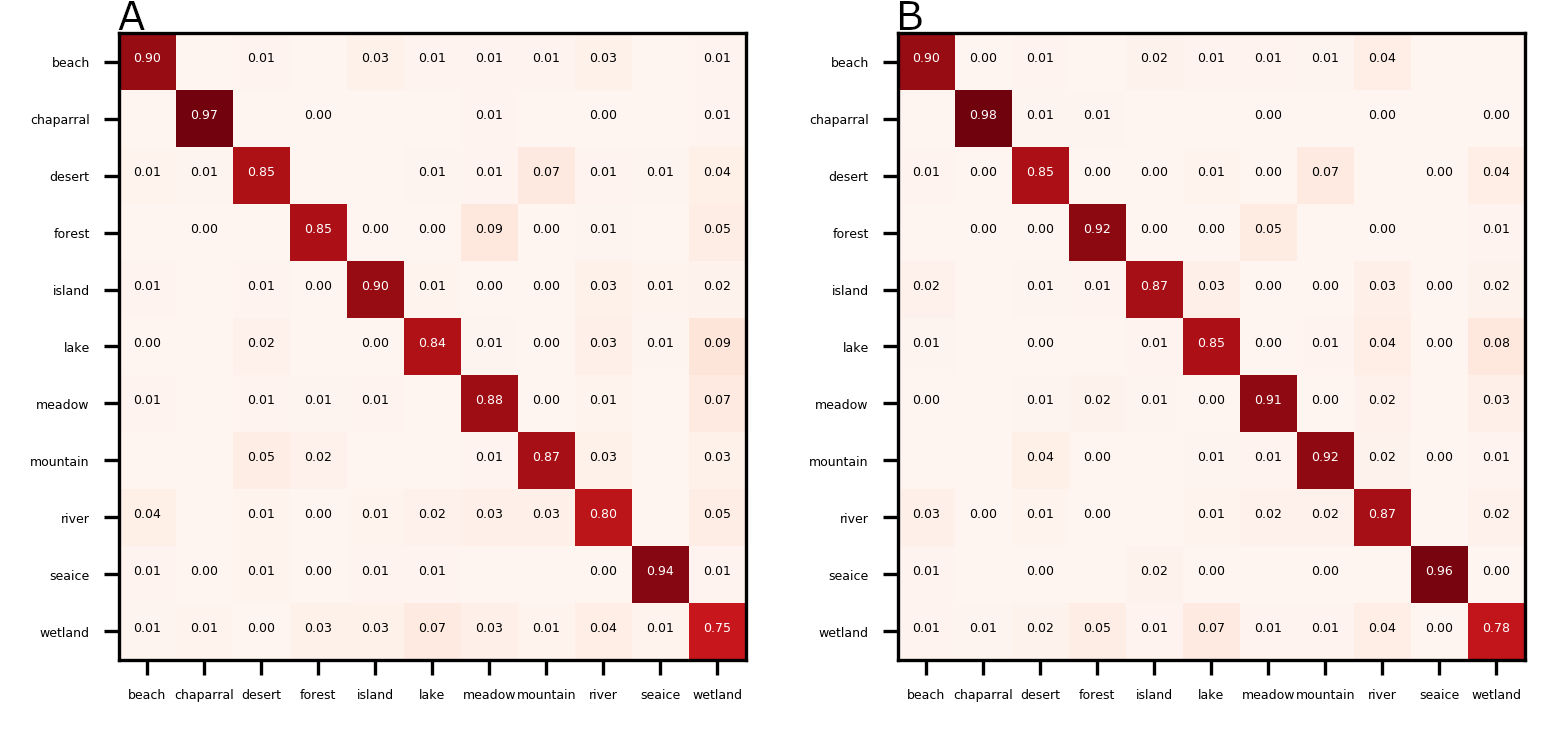 A
beach 0.90 0.01 0.03 0.01 0.01 0.01 0.03 0.01
chaparral 0.97 0.00 0.01 0.00 0.01
desert 0.01 0.01 0.85 0.01 0.01 0.07 0.01 0.01 0.04
forest 0.00 0.85 0.00 0.00 0.09 0.00 0.01 0.05
island 0.01 0.01 0.00 0.90 0.01 0.00 0.00 0.03 0.01 0.02
lake 0.00 0.02 0.00 0.84 0.01 0.00 0.03 0.01 0.09
meadow 0.01 0.01 0.01 0.01 0.88 0.00 0.01 0.07
mountain 0.05 0.02 0.01 0.87 0.03 0.03
river 0.04 0.01 0.00 0.01 0.02 0.03 0.03 0.80 0.05
seaice 0.01 0.00 0.01 0.00 0.01 0.01 0.00 0.94 0.01
wetland 0.01 0.01 0.00 0.03 0.03 0.07 0.03 0.01 0.04 0.01 0.75
beach chaparral desert forest island lake meadow mountain river seaice wetland
B
beach 0.90 0.00 0.01 0.02 0.01 0.01 0.01 0.04
chaparral 0.98 0.01 0.01 0.00 0.00 0.00
desert 0.01 0.00 0.85 0.00 0.00 0.01 0.00 0.07 0.00 0.04
forest 0.00 0.00 0.92 0.00 0.00 0.05 0.00 0.01
island 0.02 0.01 0.01 0.87 0.03 0.00 0.00 0.03 0.00 0.02
lake 0.01 0.00 0.01 0.85 0.00 0.01 0.04 0.00 0.08
meadow 0.00 0.01 0.02 0.01 0.00 0.91 0.00 0.02 0.03
mountain 0.04 0.00 0.01 0.01 0.92 0.02 0.00 0.01
river 0.03 0.00 0.01 0.00 0.01 0.02 0.02 0.87 0.02
seaice 0.01 0.00 0.02 0.00 0.00 0.96 0.00
wetland 0.01 0.01 0.02 0.05 0.01 0.07 0.01 0.01 0.04 0.00 0.78
beach chaparral desert forest island lake meadow mountain river seaice wetland